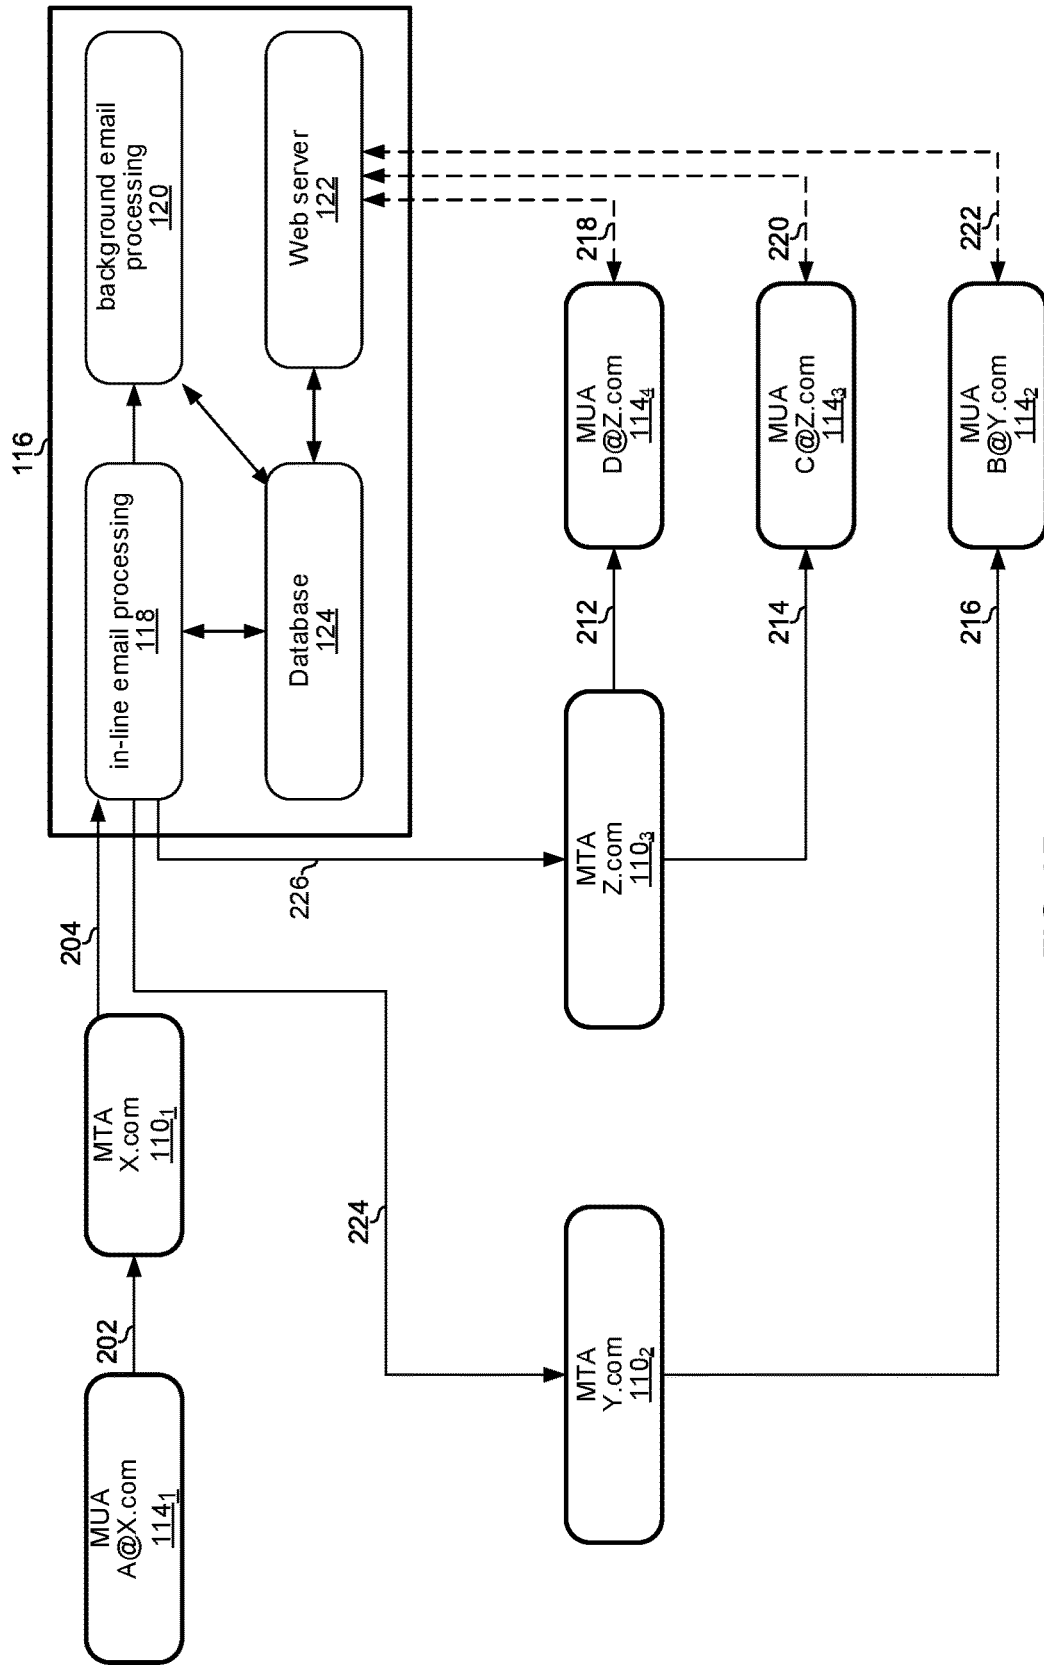 116
background email
processing
120
Web server
122
in-line email processing
118
Database
124
204
226
224
202
MUA
A@X.com
114₁
MTA
X.com
110₁
MTA
Y.com
110₂
MTA
Z.com
110₃
212
214
216
218
220
222
MUA
D@Z.com
114₄
MUA
C@Z.com
114₃
MUA
B@Y.com
114₂